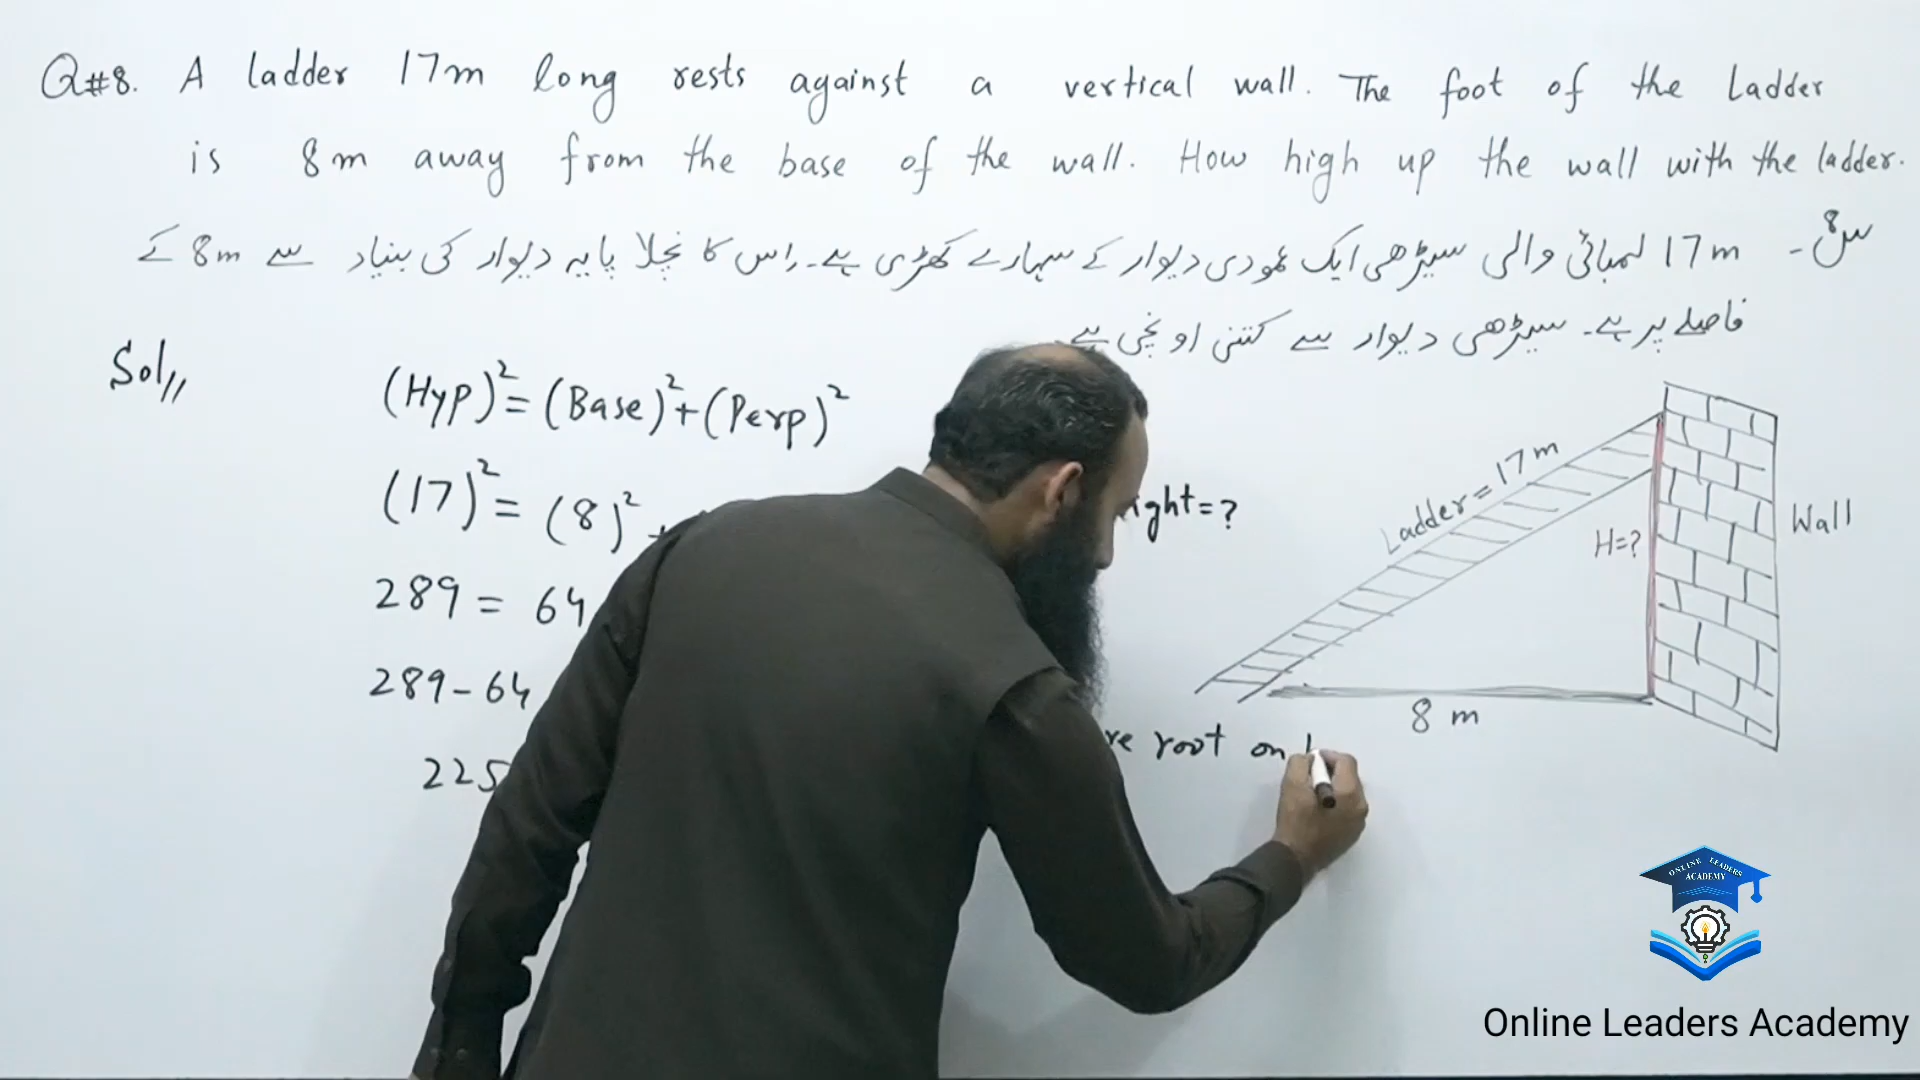 Q#8. A ladder 17m long rests against a vertical wall. The foot of the Ladder
is 8m away from the base of the wall. How high up the wall with the ladder.
س8۔ 17m لمبائی والی سیڑھی ایک عمودی دیوار کے سہارے کھڑی ہے۔ اس کا نچلا پایہ دیوار کی بنیاد سے 8m کے
فاصلے پر ہے۔ سیڑھی دیوار سے کتنی اونچی ہے
Sol//
(Hyp)² = (Base)² + (Perp)²
(17)² = (8)² +
289 = 64
289 - 64
225
ight = ?
re root on
Ladder = 17m
H=?
Wall
8 m
ONLINE LEADERS
ACADEMY
Online Leaders Academy